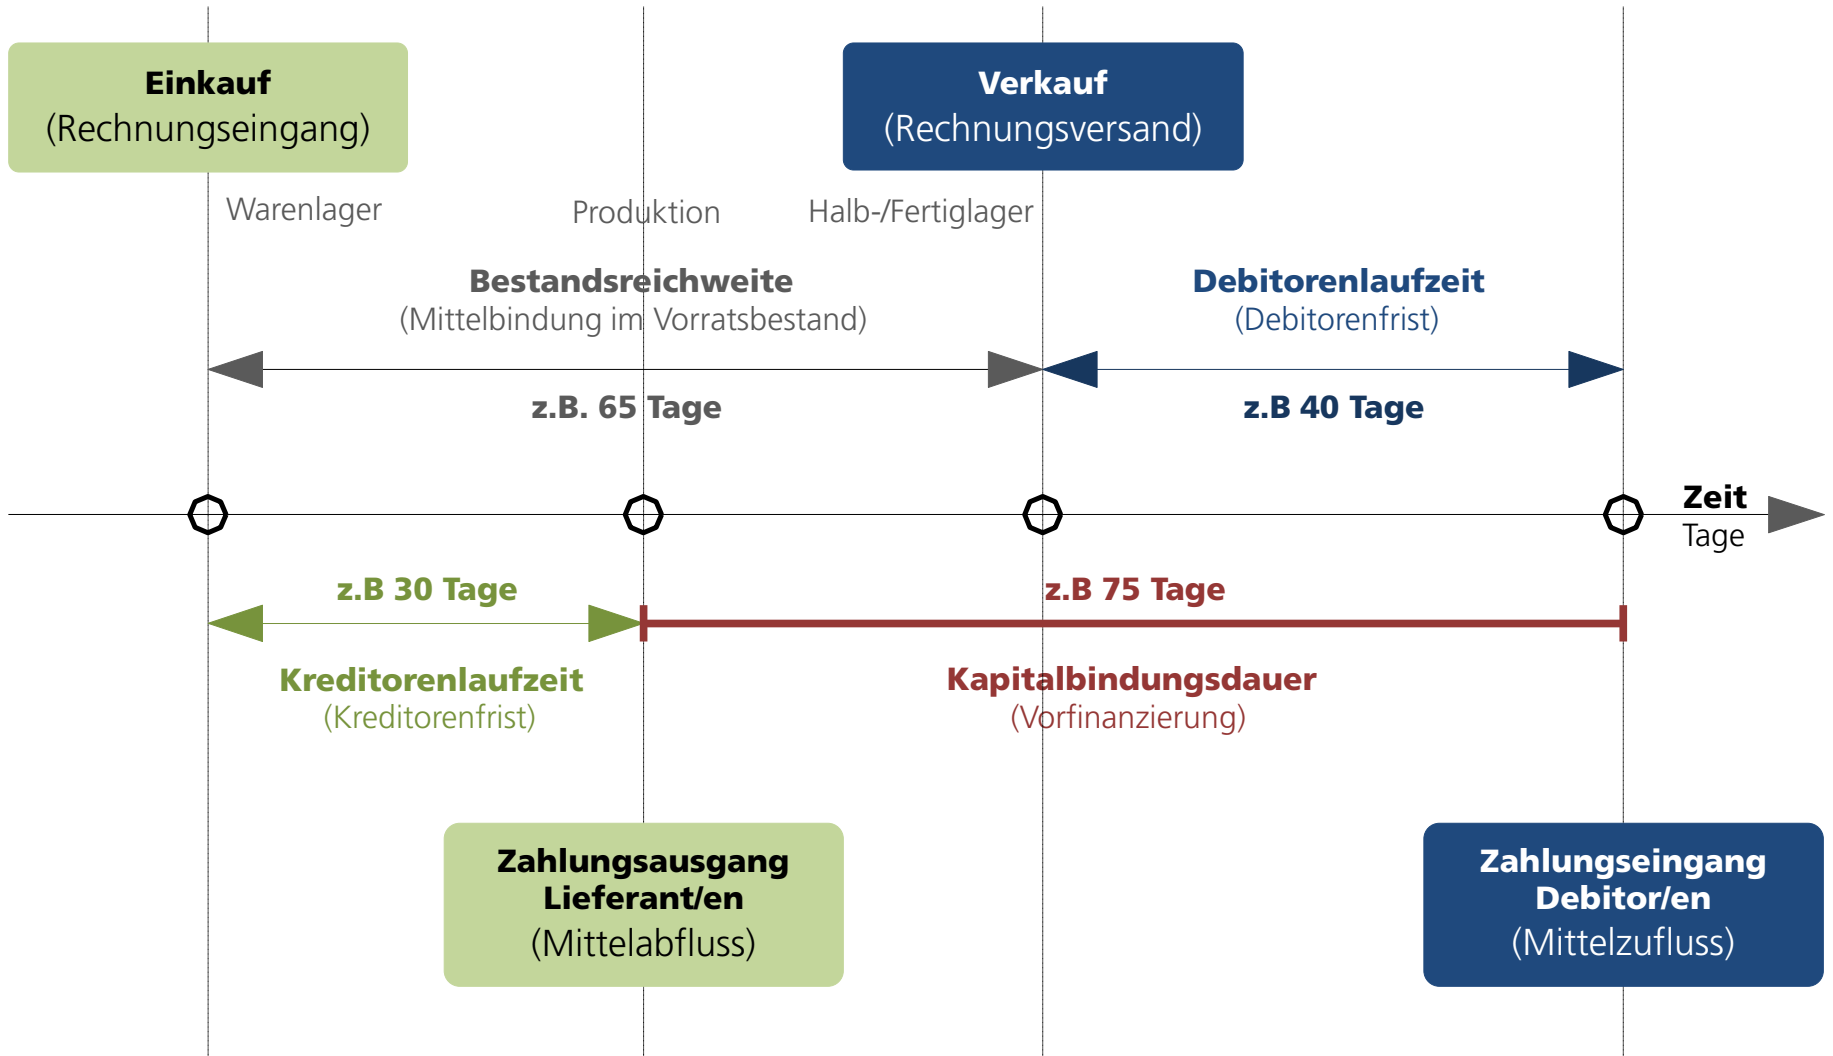 Einkauf
(Rechnungseingang)
Verkauf
(Rechnungsversand)
Warenlager
Produktion
Halb-/Fertiglager
Bestandsreichweite
(Mittelbindung im Vorratsbestand)
Debitorenlaufzeit
(Debitorenfrist)
z.B. 65 Tage
z.B 40 Tage
Zeit
Tage
z.B 30 Tage
z.B 75 Tage
Kreditorenlaufzeit
(Kreditorenfrist)
Kapitalbindungsdauer
(Vorfinanzierung)
Zahlungsausgang
Lieferant/en
(Mittelabfluss)
Zahlungseingang
Debitor/en
(Mittelzufluss)